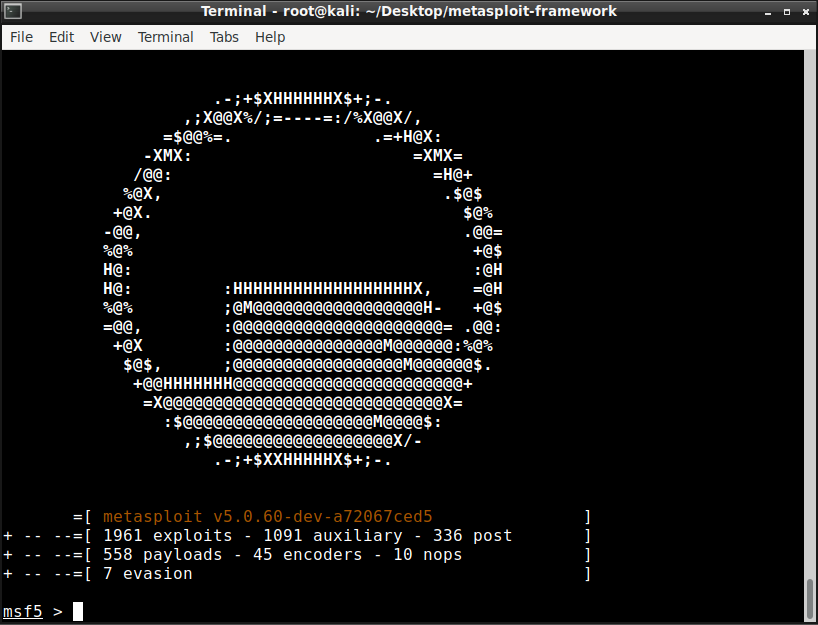 Terminal - root@kali: ~/Desktop/metasploit-framework
File Edit View Terminal Tabs Help
.-;+$XHHHHHHX$+;-.
,;X@@X%/;=----=:/%X@@X/,
=$@@%=. .=+H@X:
-XMX: =XMX=
/@@: =H@+
%@X, .$@$
+@X. $@%
-@@, .@@=
%@% +@$
H@: :@H
H@: :HHHHHHHHHHHHHHHHHHX, =@H
%@% ;@M@@@@@@@@@@@@@@@@@H- +@$
=@@, :@@@@@@@@@@@@@@@@@@@@@= .@@:
+@X :@@@@@@@@@@@@@@@M@@@@@@:%@%
$@$, ;@@@@@@@@@@@@@@@@@M@@@@@@$.
+@@HHHHHHH@@@@@@@@@@@@@@@@@@@@@@@+
=X@@@@@@@@@@@@@@@@@@@@@@@@@@@@X=
:$@@@@@@@@@@@@@@@@@@@M@@@@$:
,;$@@@@@@@@@@@@@@@@@@X/-
.-;+$XXHHHHHX$+;-.
=[ metasploit v5.0.60-dev-a72067ced5 ]
+ -- --=[ 1961 exploits - 1091 auxiliary - 336 post ]
+ -- --=[ 558 payloads - 45 encoders - 10 nops ]
+ -- --=[ 7 evasion ]
msf5 >